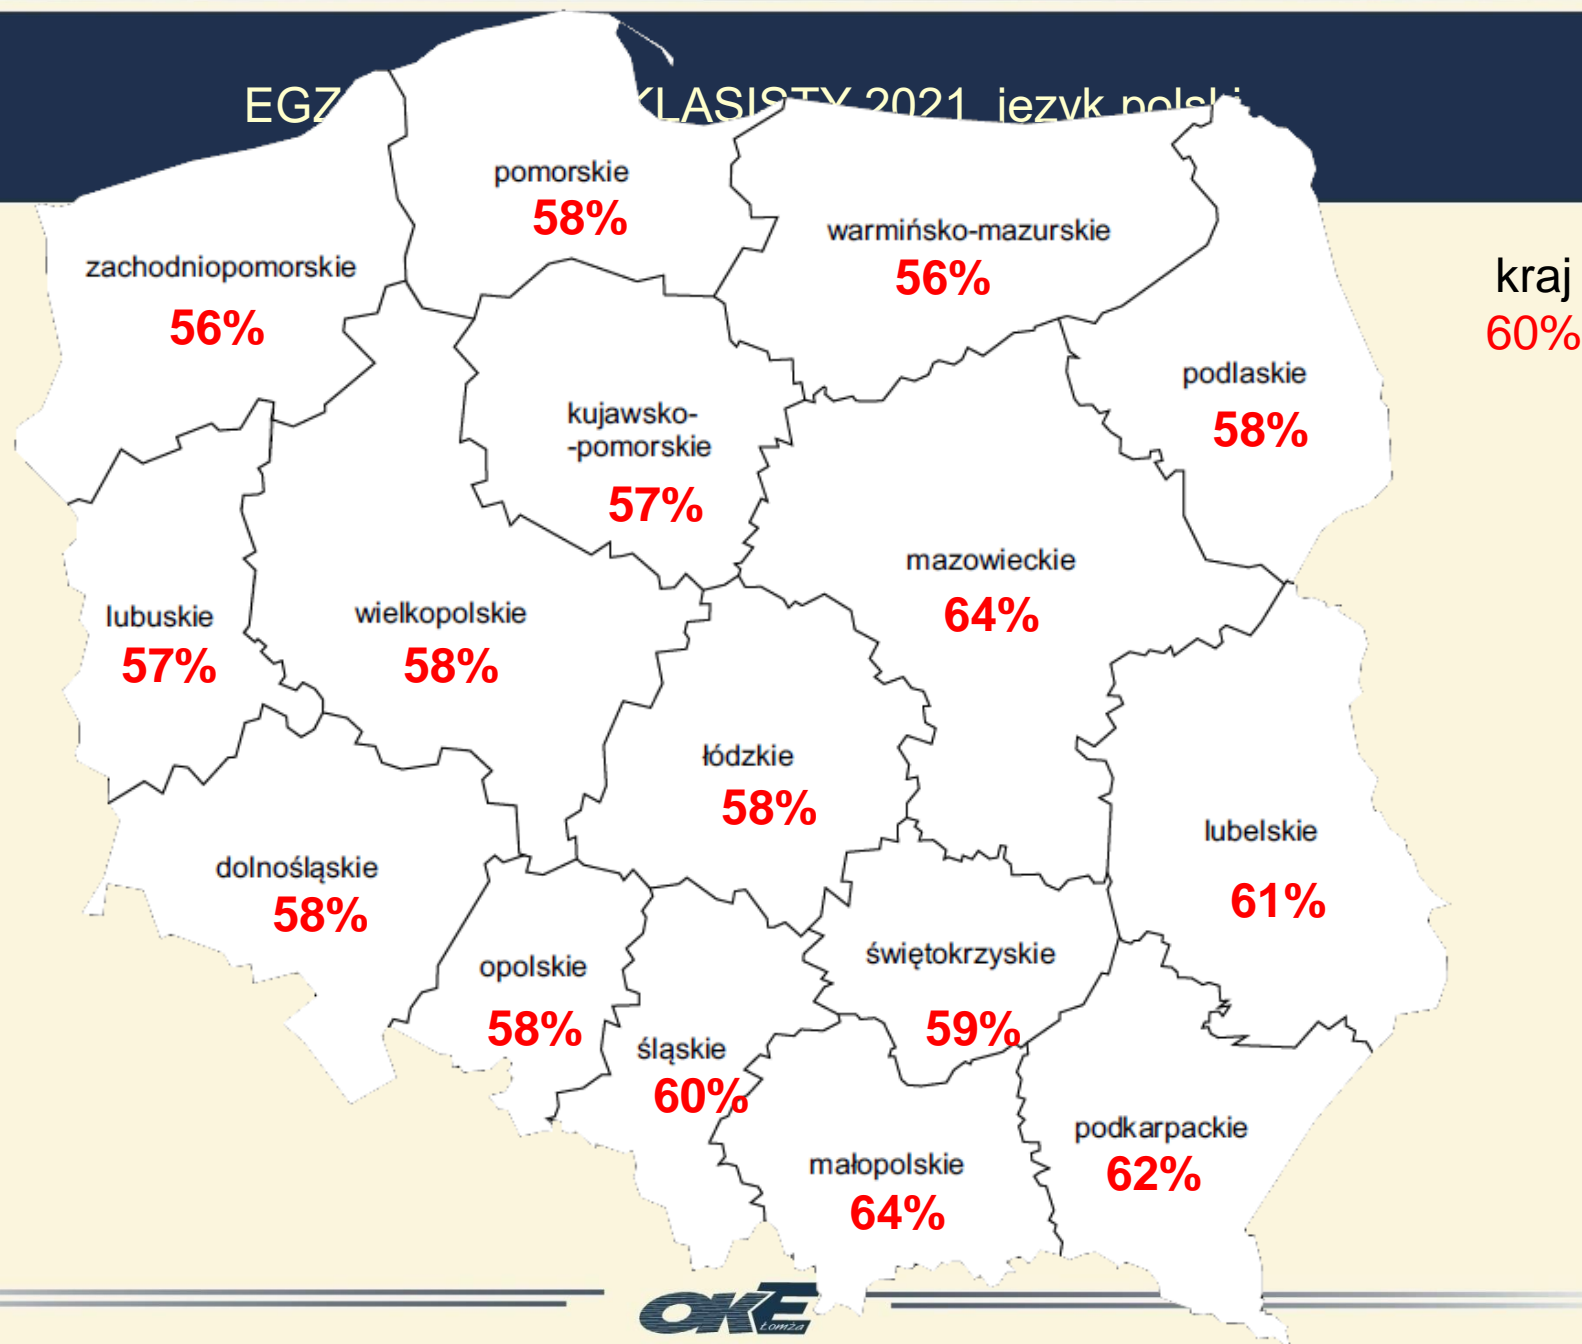 EGZ KLASISTY 2021 język polski
pomorskie
58%
warmińsko-mazurskie
56%
zachodniopomorskie
56%
kraj
60%
podlaskie
58%
kujawsko-
-pomorskie
57%
mazowieckie
64%
lubuskie
57%
wielkopolskie
58%
łódzkie
58%
lubelskie
61%
dolnośląskie
58%
opolskie
58%
świętokrzyskie
59%
śląskie
60%
małopolskie
64%
podkarpackie
62%
OKE
Łomża